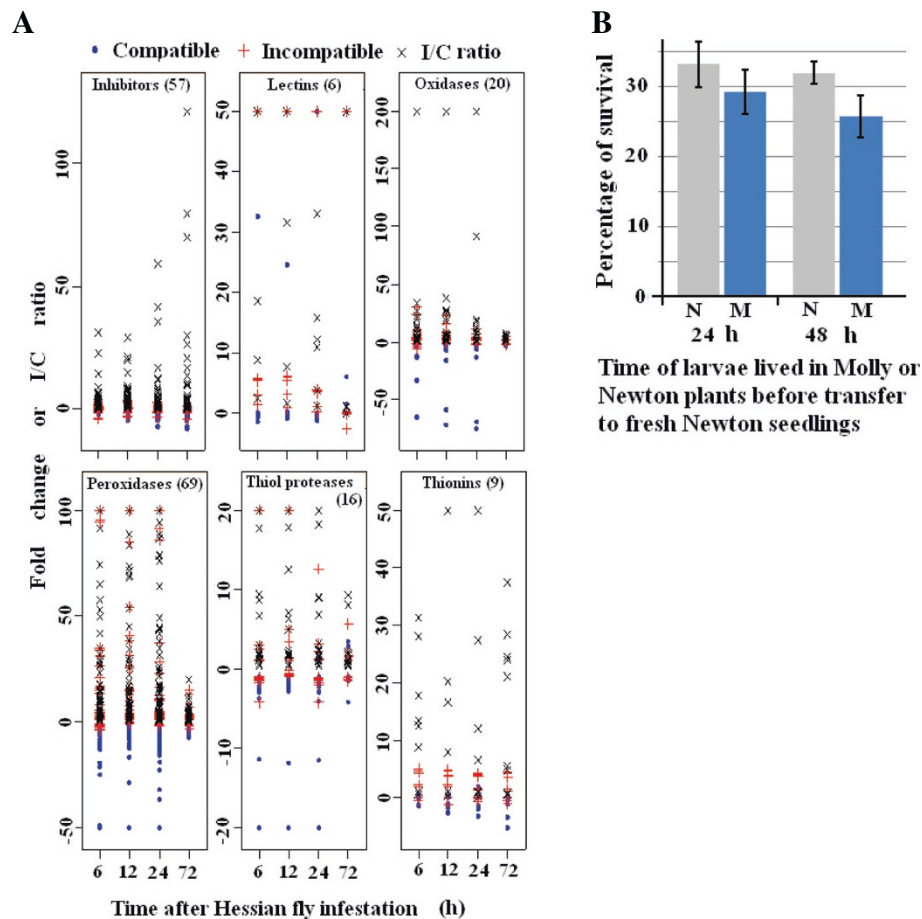 A
B
• Compatible + Incompatible × I/C ratio
Inhibitors (57)
Lectins (6)
Oxidases (20)
Fold change or I/C ratio
100
50
0
50
40
30
20
10
0
200
150
100
50
0
-50
Peroxidases (69)
Thiol proteases
(16)
Thionins (9)
100
50
0
-50
20
10
0
-10
-20
50
40
30
20
10
0
6 12 24 72
6 12 24 72
6 12 24 72
Time after Hessian fly infestation (h)
Percentage of survival
30
30
10
0
N M N M
24 h 48 h
Time of larvae lived in Molly or
Newton plants before transfer
to fresh Newton seedlings